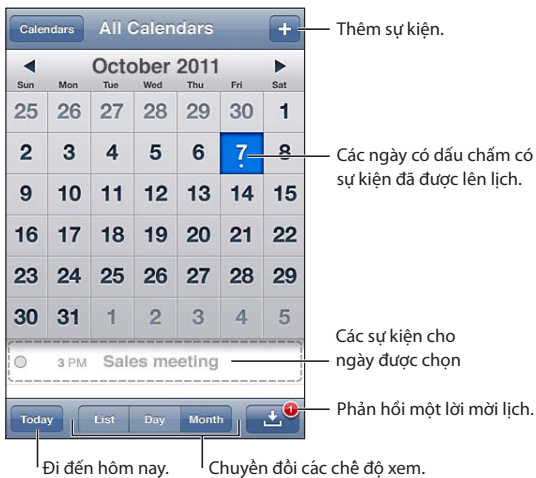 Calendars All Calendars +
Thêm sự kiện.
October 2011
Sun Mon Tue Wed Thu Fri Sat
25 26 27 28 29 30 1
2 3 4 5 6 7 8
Các ngày có dấu chấm có
sự kiện đã được lên lịch.
9 10 11 12 13 14 15
16 17 18 19 20 21 22
23 24 25 26 27 28 29
30 31 1 2 3 4 5
Các sự kiện cho
ngày được chọn
3 PM Sales meeting
Today List Day Month 1
Phản hồi một lời mời lịch.
Đi đến hôm nay.
Chuyển đổi các chế độ xem.